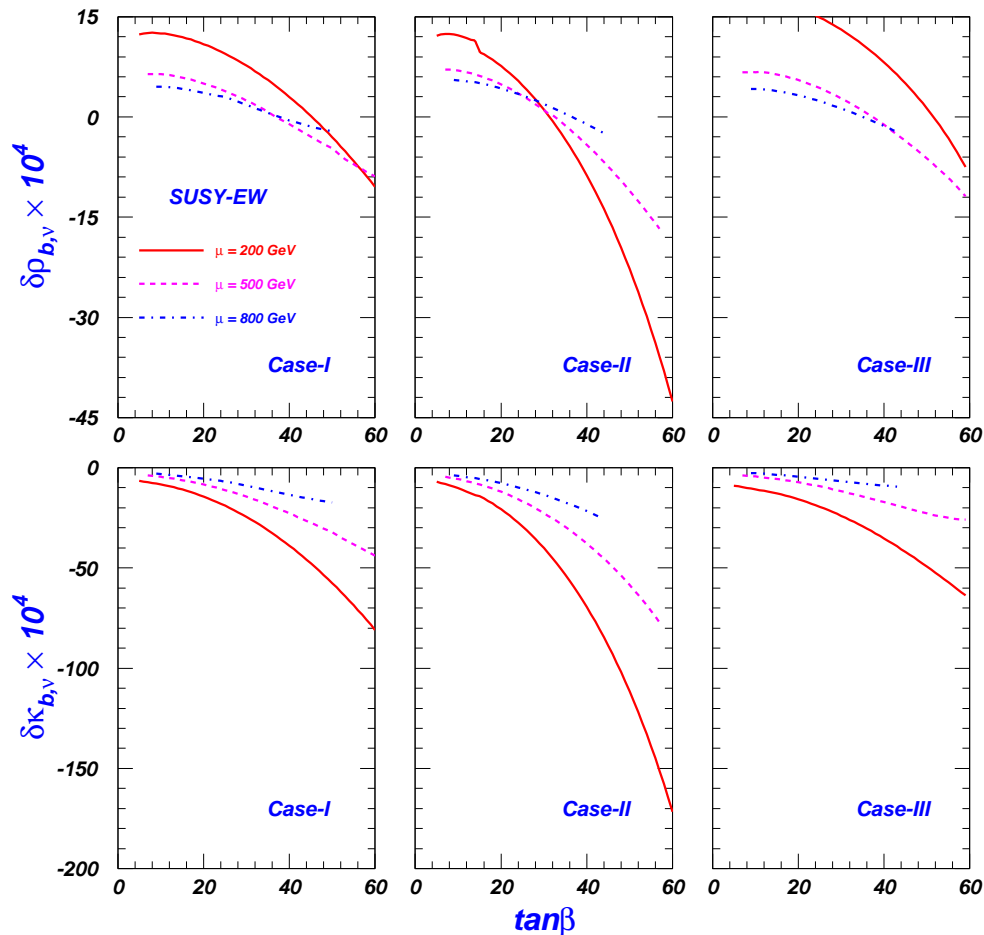 δρb,ν × 10^4
15
0
-15
-30
-45
SUSY-EW
μ = 200 GeV
μ = 500 GeV
μ = 800 GeV
Case-I
Case-II
Case-III
0 20 40 60
0 20 40 60
0 20 40 60
δκb,ν × 10^4
0
-50
-100
-150
-200
Case-I
Case-II
Case-III
0 20 40 60
0 20 40 60
0 20 40 60
tanβ